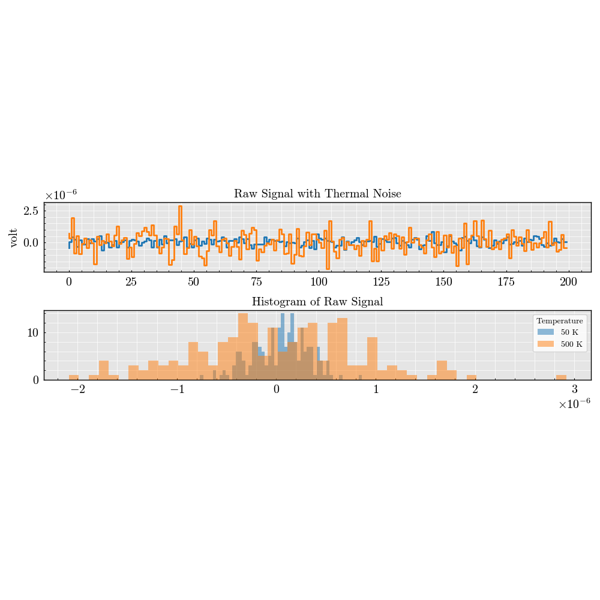 Raw Signal with Thermal Noise
×10⁻⁶
2.5
0.0
volt
0 25 50 75 100 125 150 175 200
Histogram of Raw Signal
10
0
Temperature
50 K
500 K
−2 −1 0 1 2 3
×10⁻⁶